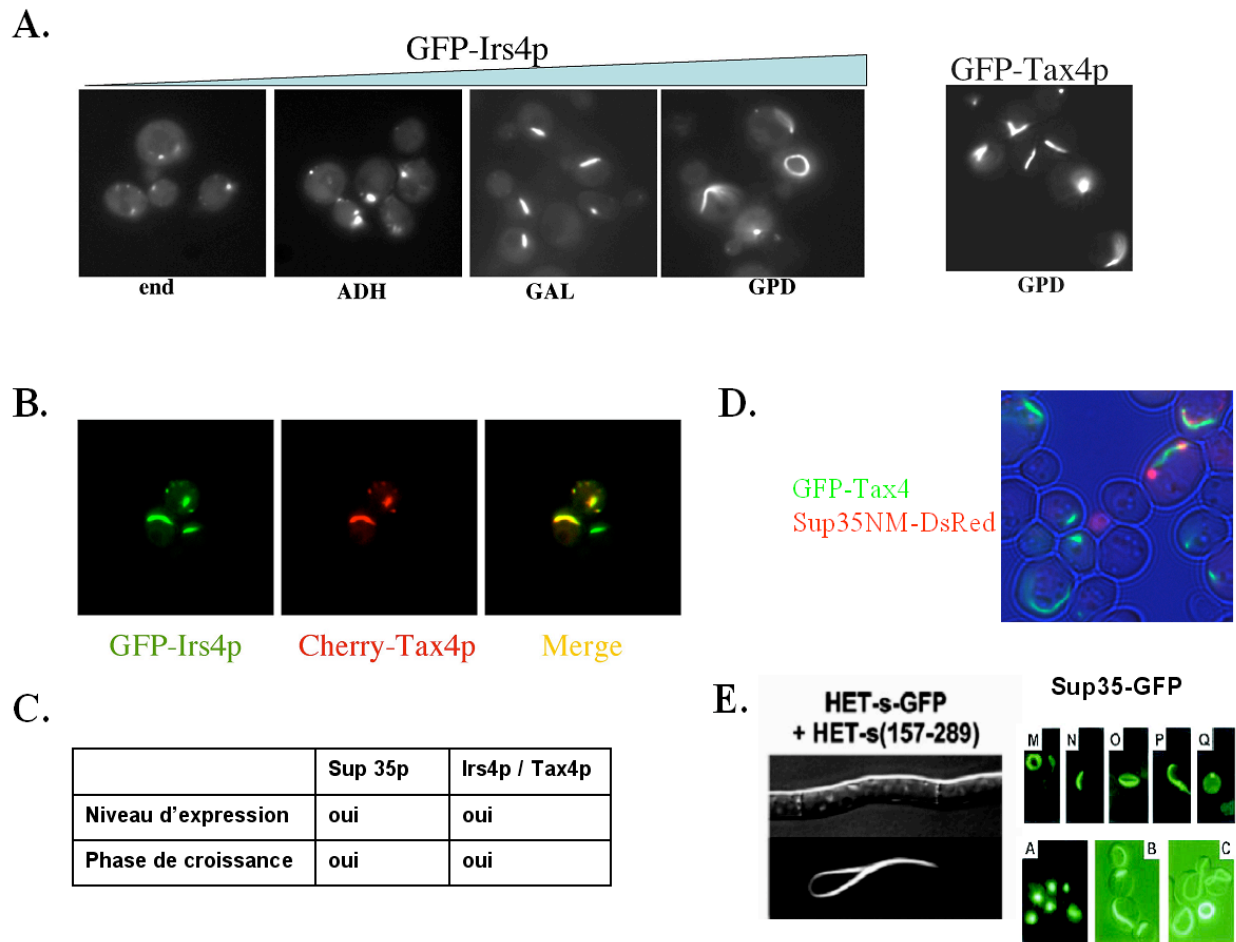 A.
GFP-Irs4p
GFP-Tax4p
end
ADH
GAL
GPD
GPD
B.
GFP-Irs4p
Cherry-Tax4p
Merge
C.
Sup 35p
Irs4p / Tax4p
Niveau d'expression
oui
oui
Phase de croissance
oui
oui
D.
GFP-Tax4
Sup35NM-DsRed
E.
HET-s-GFP
+ HET-s(157-289)
Sup35-GFP
M
N
O
P
Q
A
B
C